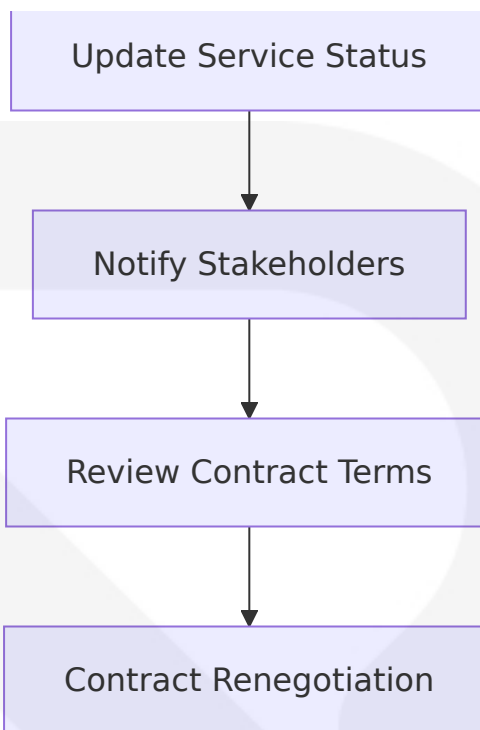 Update Service Status
Notify Stakeholders
Review Contract Terms
Contract Renegotiation